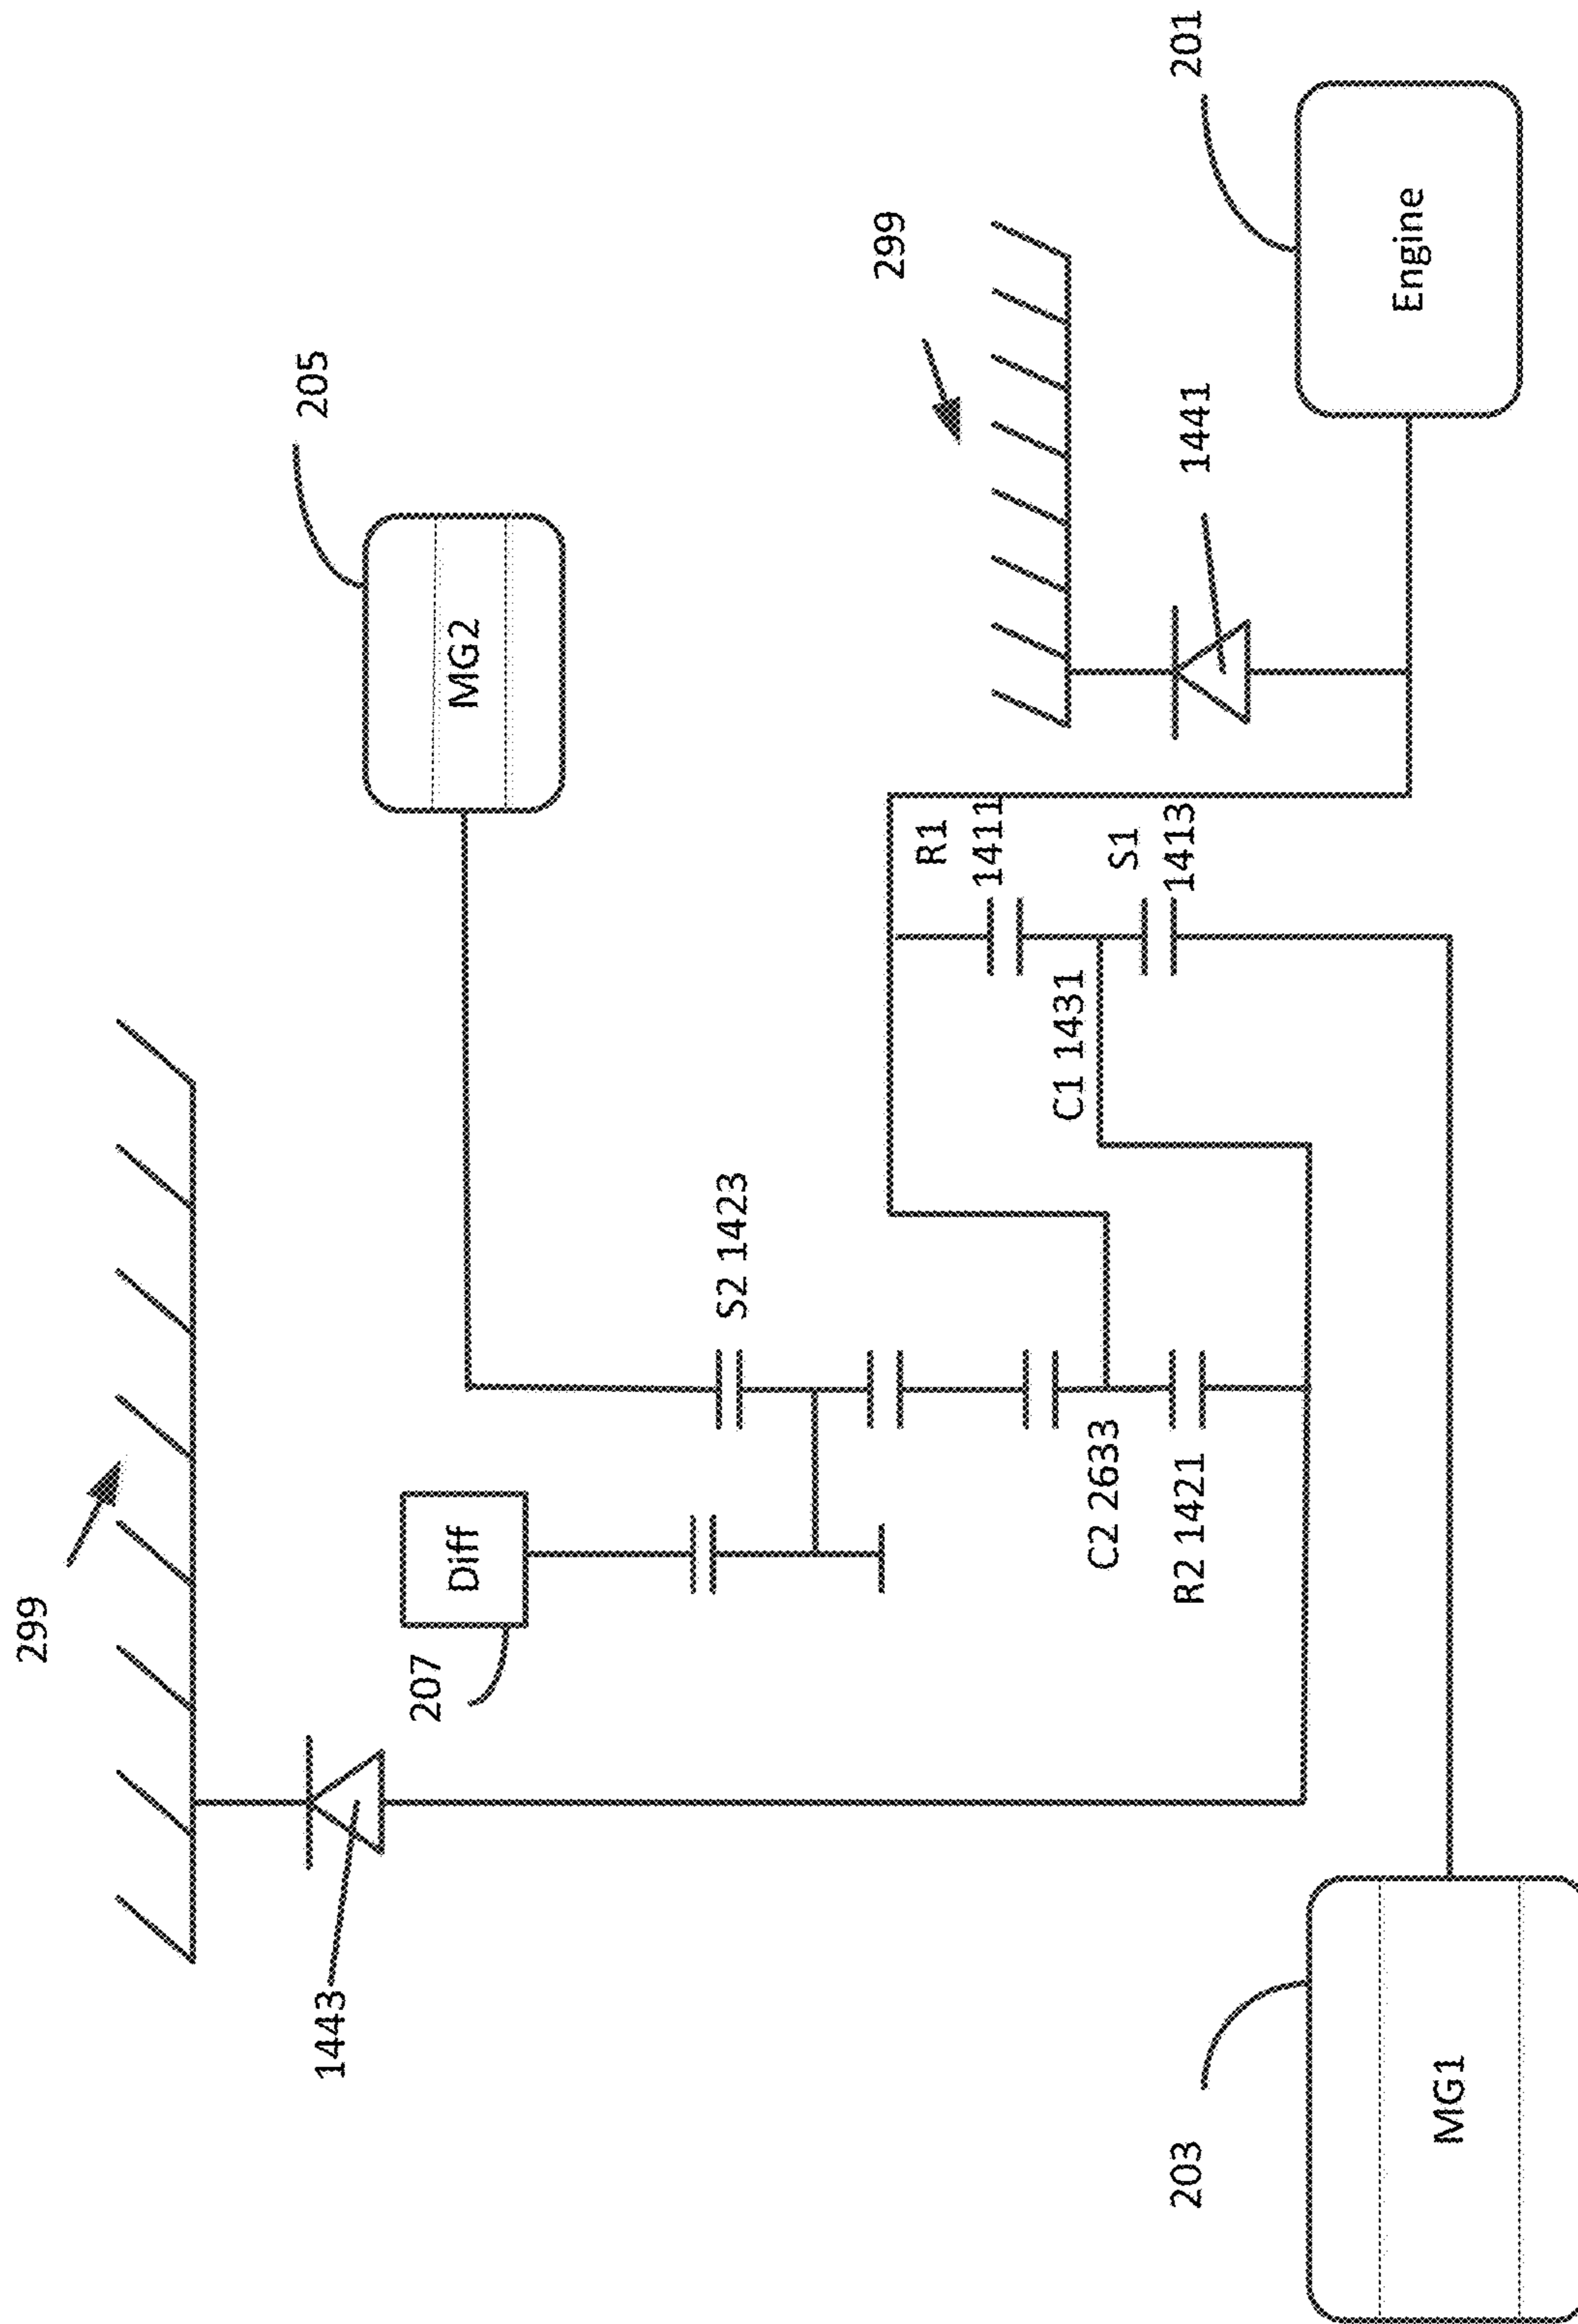 299
1443
207
Diff
MG2
205
S2 1423
C2 2633
R2 1421
C1 1431
R1
1411
S1
1413
299
1441
201
Engine
203
MG1